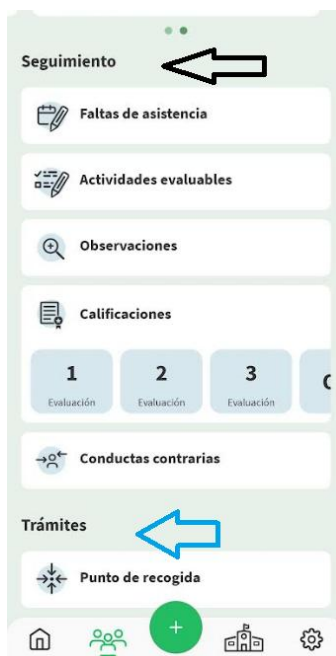 Seguimiento
Faltas de asistencia
Actividades evaluables
Observaciones
Calificaciones
1 2 3
Evaluación Evaluación Evaluación
Conductas contrarias
Trámites
Punto de recogida
+